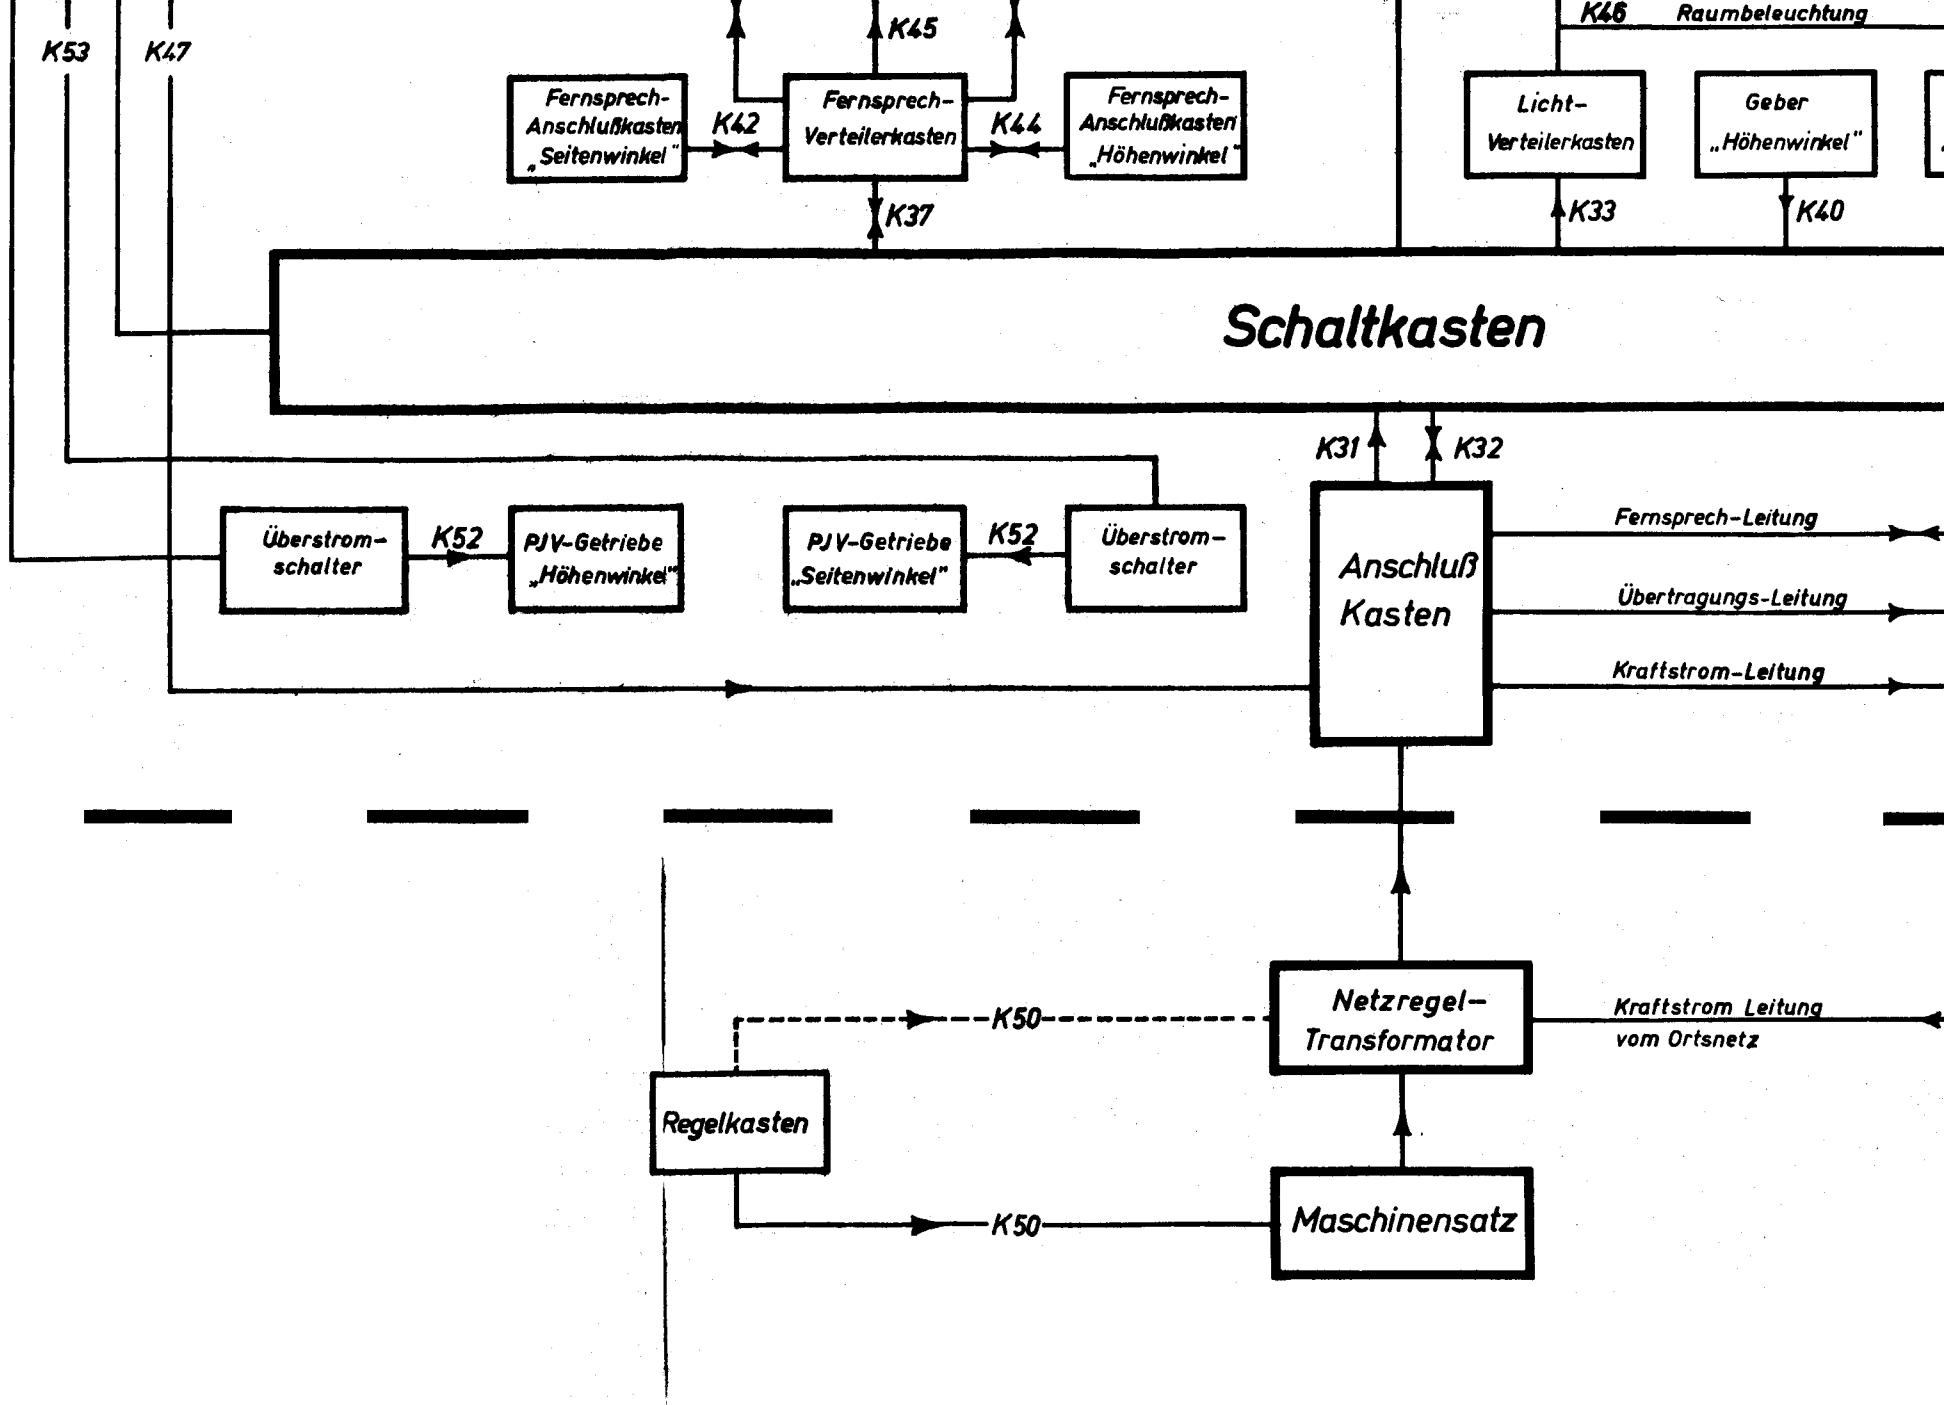 K46 Raumbeleuchtung
K53
K47
K45
Fernsprech-
Anschlußkasten
„Seitenwinkel"
K42
Fernsprech-
Verteilerkasten
K44
Fernsprech-
Anschlußkasten
„Höhenwinkel"
Licht-
Verteilerkasten
Geber
„Höhenwinkel"
K37
K33
K40
Schaltkasten
K31
K32
Überstrom-
schalter
K52
PJV-Getriebe
„Höhenwinkel"
PJV-Getriebe
„Seitenwinkel"
K52
Überstrom-
schalter
Anschluß
Kasten
Fernsprech-Leitung
Übertragungs-Leitung
Kraftstrom-Leitung
K50
Netzregel-
Transformator
Kraftstrom Leitung
vom Ortsnetz
Regelkasten
K50
Maschinensatz